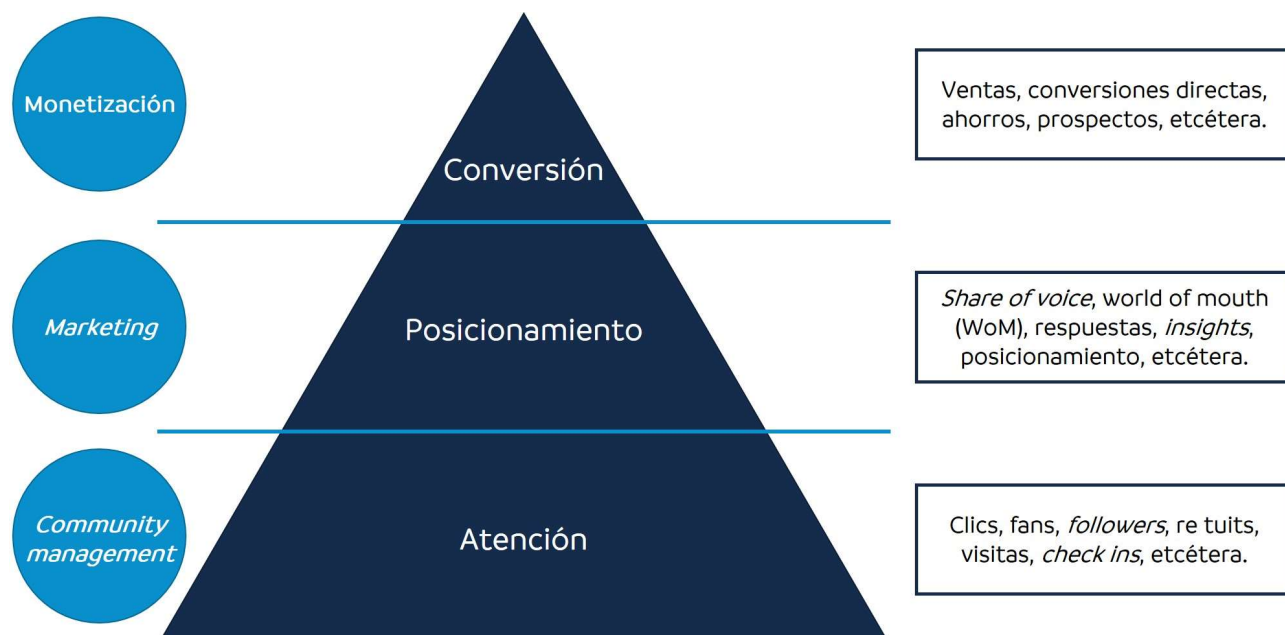 Monetización
Conversión
Ventas, conversiones directas,
ahorros, prospectos, etcétera.
Marketing
Posicionamiento
Share of voice, world of mouth
(WoM), respuestas, insights,
posicionamiento, etcétera.
Community
management
Atención
Clics, fans, followers, re tuits,
visitas, check ins, etcétera.